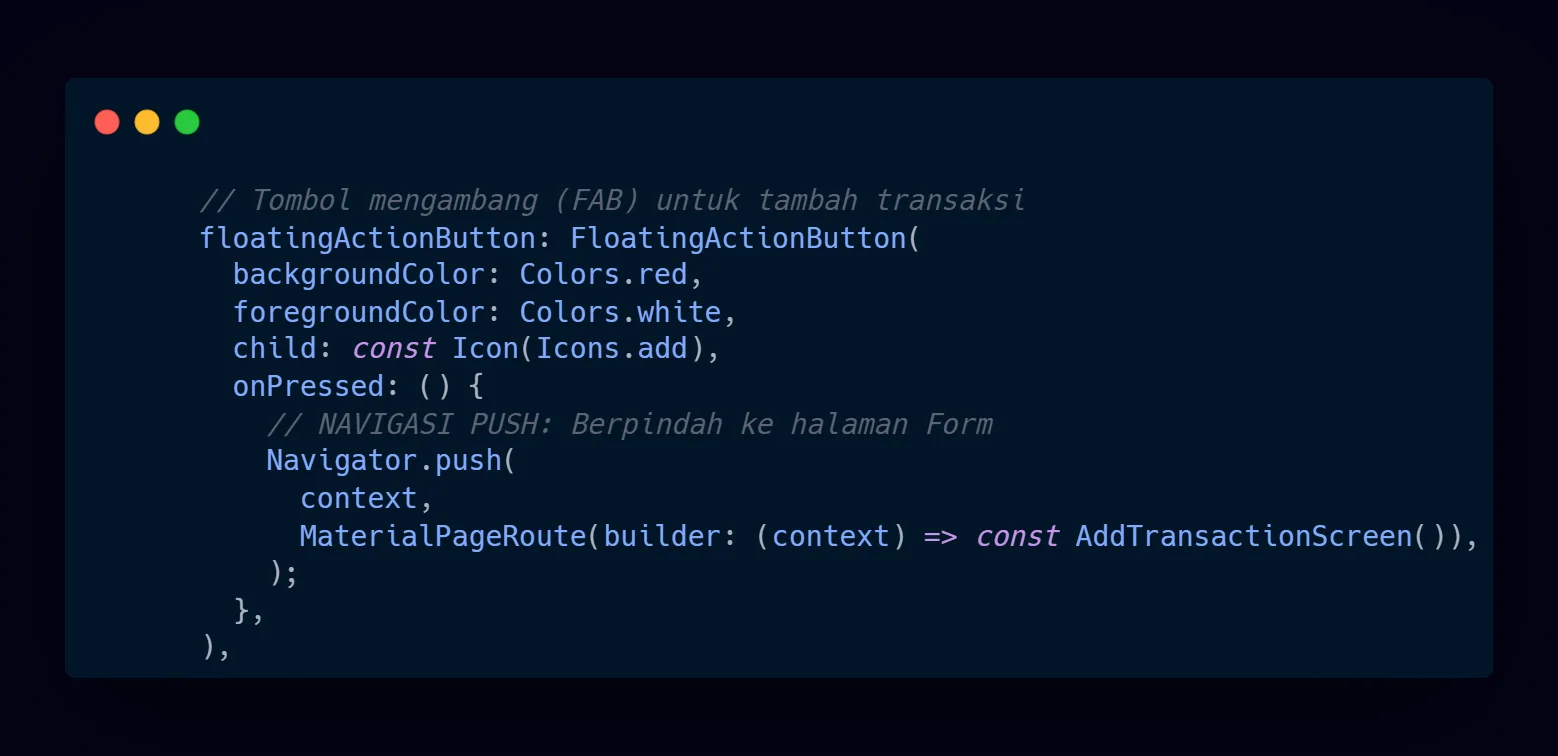 // Tombol mengambang (FAB) untuk tambah transaksi
floatingActionButton: FloatingActionButton(
  backgroundColor: Colors.red,
  foregroundColor: Colors.white,
  child: const Icon(Icons.add),
  onPressed: () {
    // NAVIGASI PUSH: Berpindah ke halaman Form
    Navigator.push(
      context,
      MaterialPageRoute(builder: (context) => const AddTransactionScreen()),
    );
  },
),